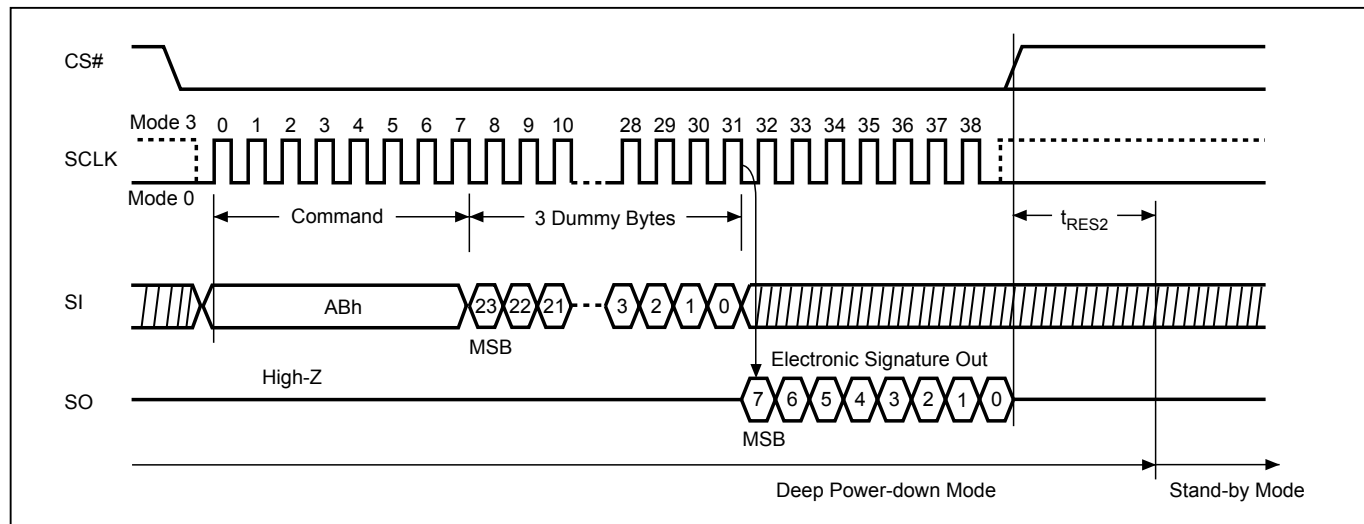 CS#
Mode 3
0 1 2 3 4 5 6 7 8 9 10 28 29 30 31 32 33 34 35 36 37 38
SCLK
Mode 0
Command
3 Dummy Bytes
tRES2
SI
ABh
23 22 21 3 2 1 0
MSB
Electronic Signature Out
High-Z
SO
7 6 5 4 3 2 1 0
MSB
Deep Power-down Mode
Stand-by Mode